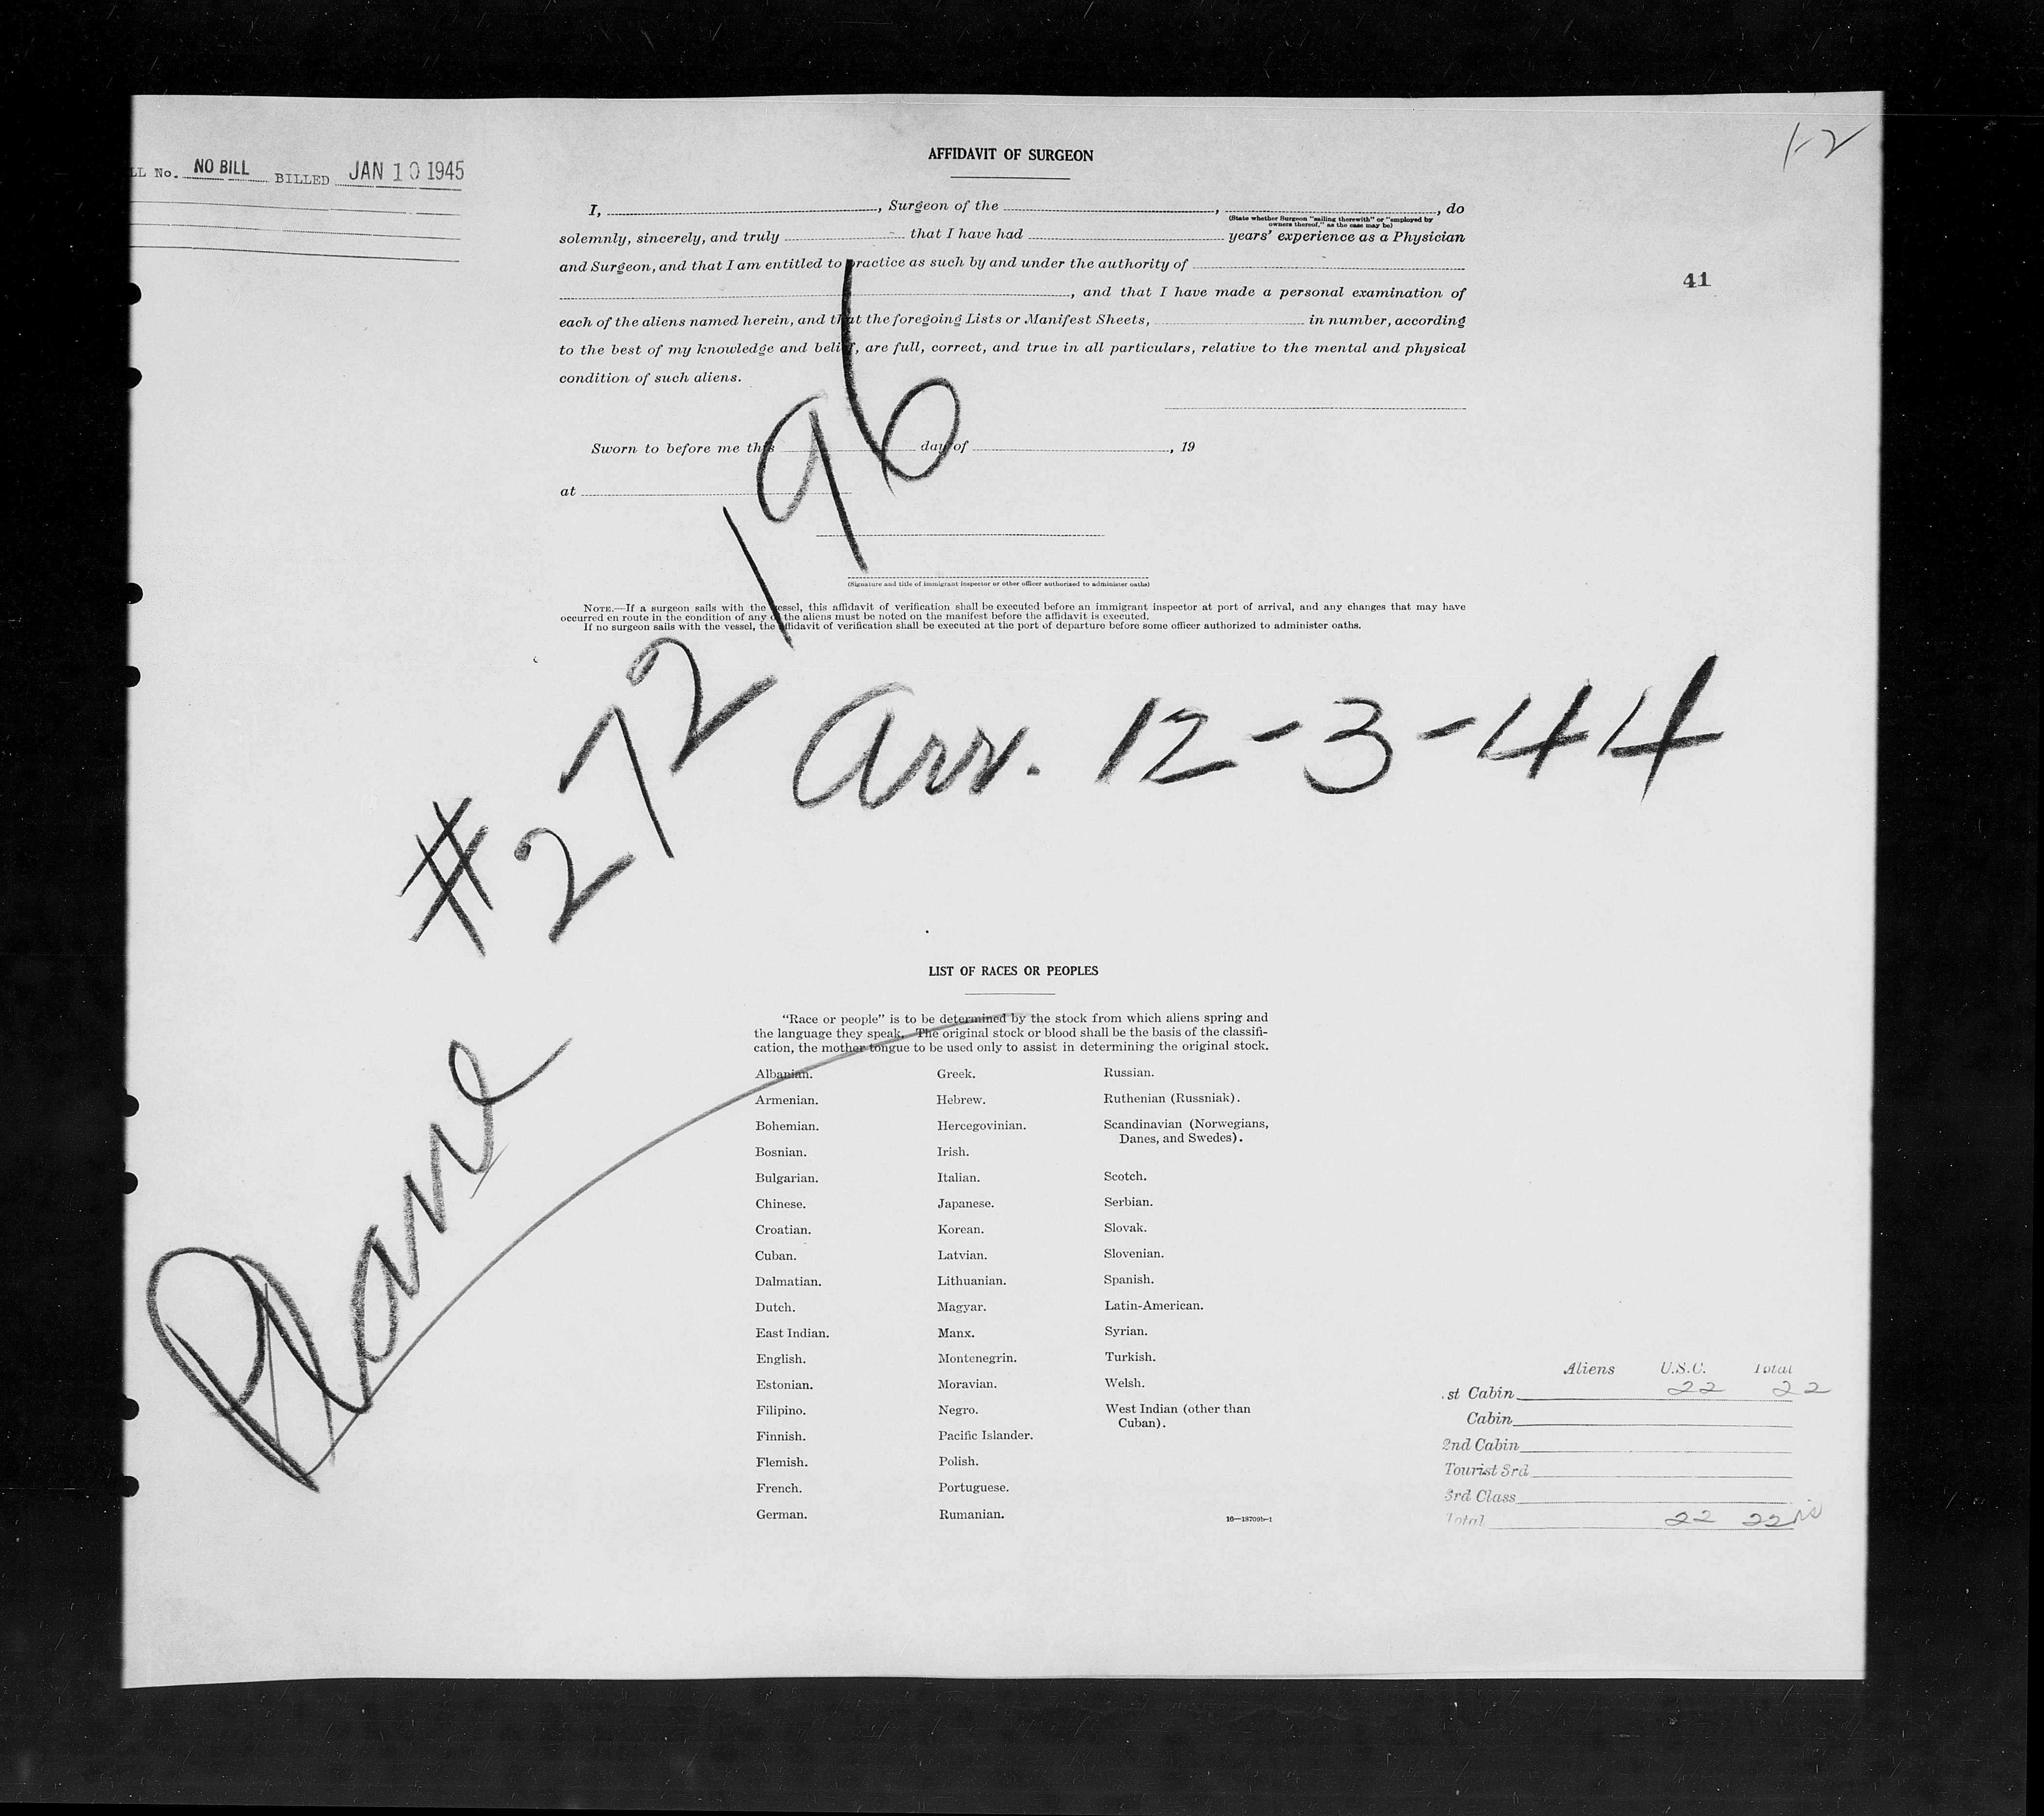 1-2
AFFIDAVIT OF SURGEON
LL No. NO BILL BILLED JAN 10 1945
I, , Surgeon of the , , do
(State whether Surgeon "sailing therewith" or "employed by
owners thereof," as the case may be)
solemnly, sincerely, and truly that I have had years' experience as a Physician
and Surgeon, and that I am entitled to practice as such by and under the authority of
41
, and that I have made a personal examination of
each of the aliens named herein, and that the foregoing Lists or Manifest Sheets, in number, according
to the best of my knowledge and belief, are full, correct, and true in all particulars, relative to the mental and physical
condition of such aliens.
Sworn to before me this day of , 19
at
(Signature and title of immigrant inspector or other officer authorized to administer oaths)
NOTE.—If a surgeon sails with the vessel, this affidavit of verification shall be executed before an immigrant inspector at port of arrival, and any changes that may have
occurred en route in the condition of any of the aliens must be noted on the manifest before the affidavit is executed.
If no surgeon sails with the vessel, the affidavit of verification shall be executed at the port of departure before some officer authorized to administer oaths.
Plane #272196
Arr. 12-3-44
LIST OF RACES OR PEOPLES
"Race or people" is to be determined by the stock from which aliens spring and
the language they speak. The original stock or blood shall be the basis of the classifi-
cation, the mother tongue to be used only to assist in determining the original stock.
Albanian.
Armenian.
Bohemian.
Bosnian.
Bulgarian.
Chinese.
Croatian.
Cuban.
Dalmatian.
Dutch.
East Indian.
English.
Estonian.
Filipino.
Finnish.
Flemish.
French.
German.
Greek.
Hebrew.
Hercegovinian.
Irish.
Italian.
Japanese.
Korean.
Latvian.
Lithuanian.
Magyar.
Manx.
Montenegrin.
Moravian.
Negro.
Pacific Islander.
Polish.
Portuguese.
Rumanian.
Russian.
Ruthenian (Russniak).
Scandinavian (Norwegians,
Danes, and Swedes).
Scotch.
Serbian.
Slovak.
Slovenian.
Spanish.
Latin-American.
Syrian.
Turkish.
Welsh.
West Indian (other than
Cuban).
16—18709b-1
Aliens U.S.C. Total
st Cabin 22 22
Cabin
2nd Cabin
Tourist 3rd
3rd Class
Total 22 22